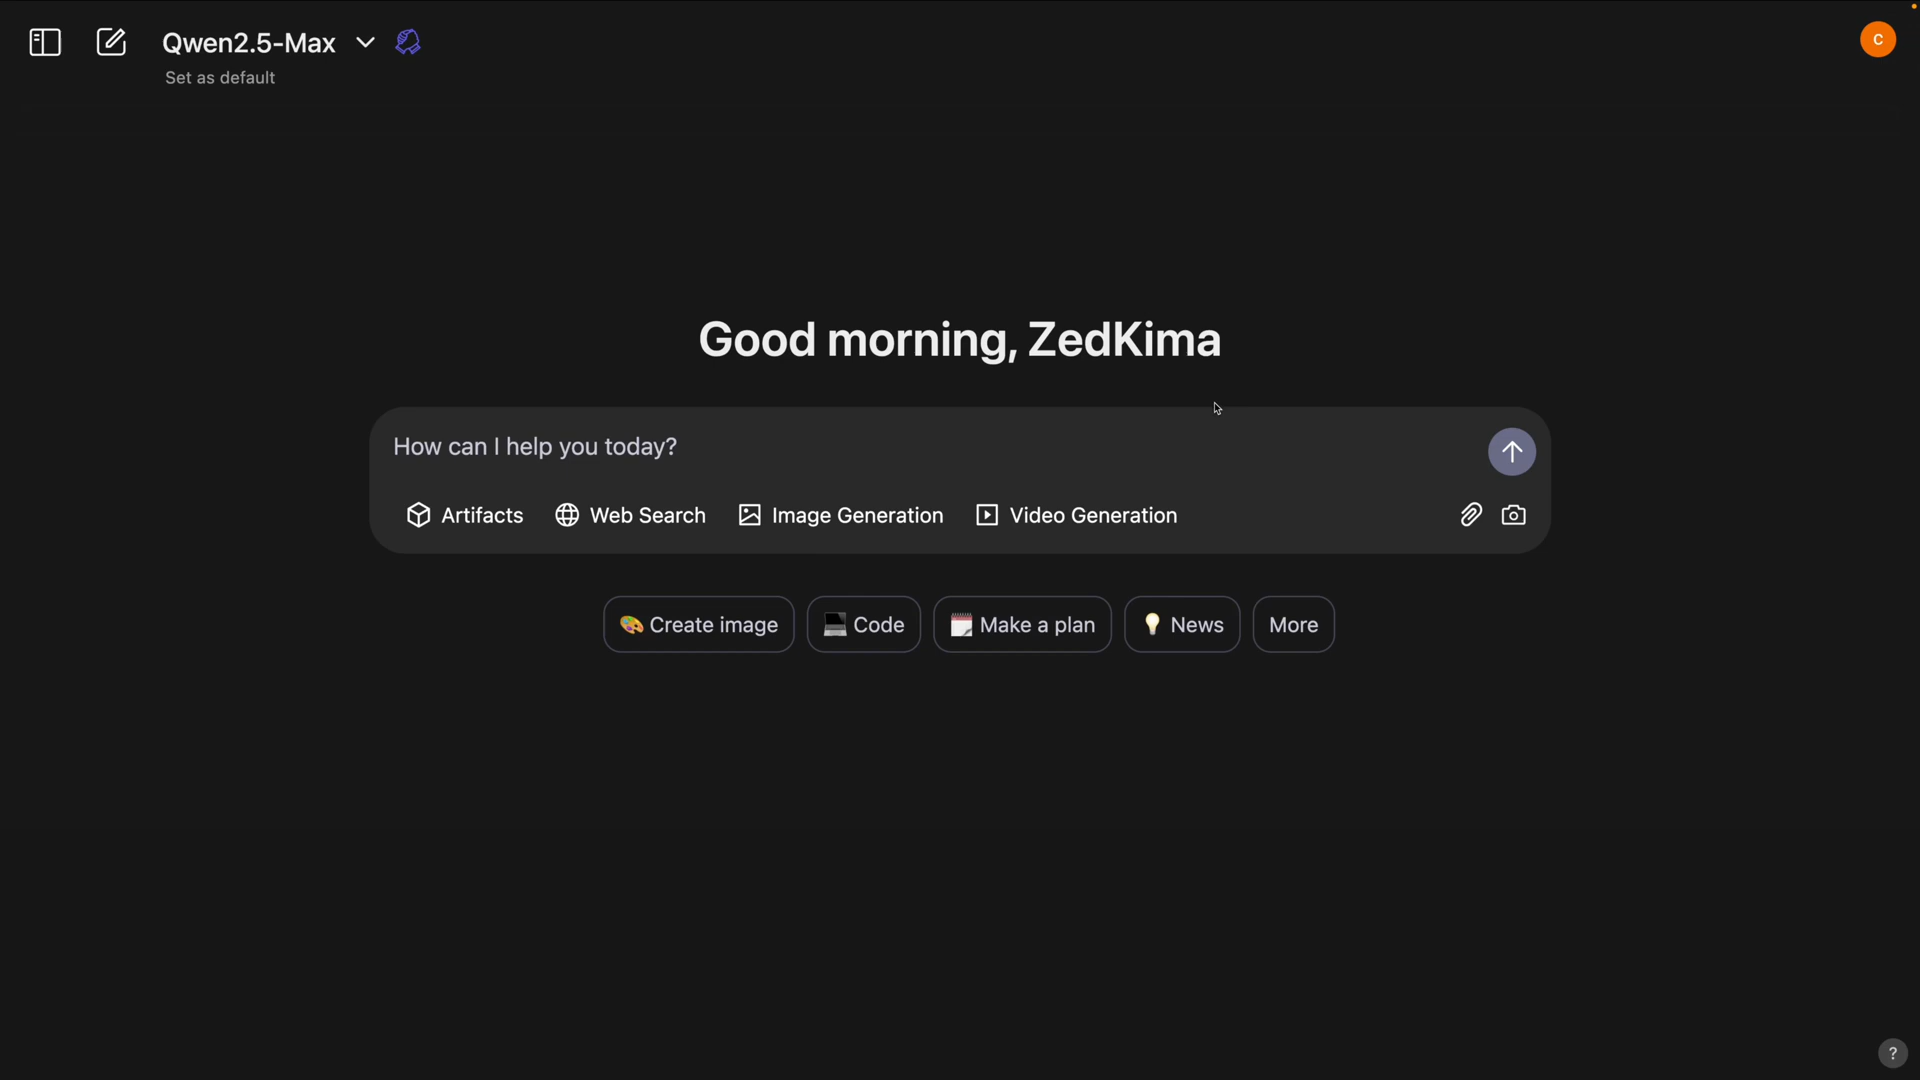 Qwen2.5-Max
Set as default
C
Good morning, ZedKima
How can I help you today?
Artifacts
Web Search
Image Generation
Video Generation
Create image
Code
Make a plan
News
More
?